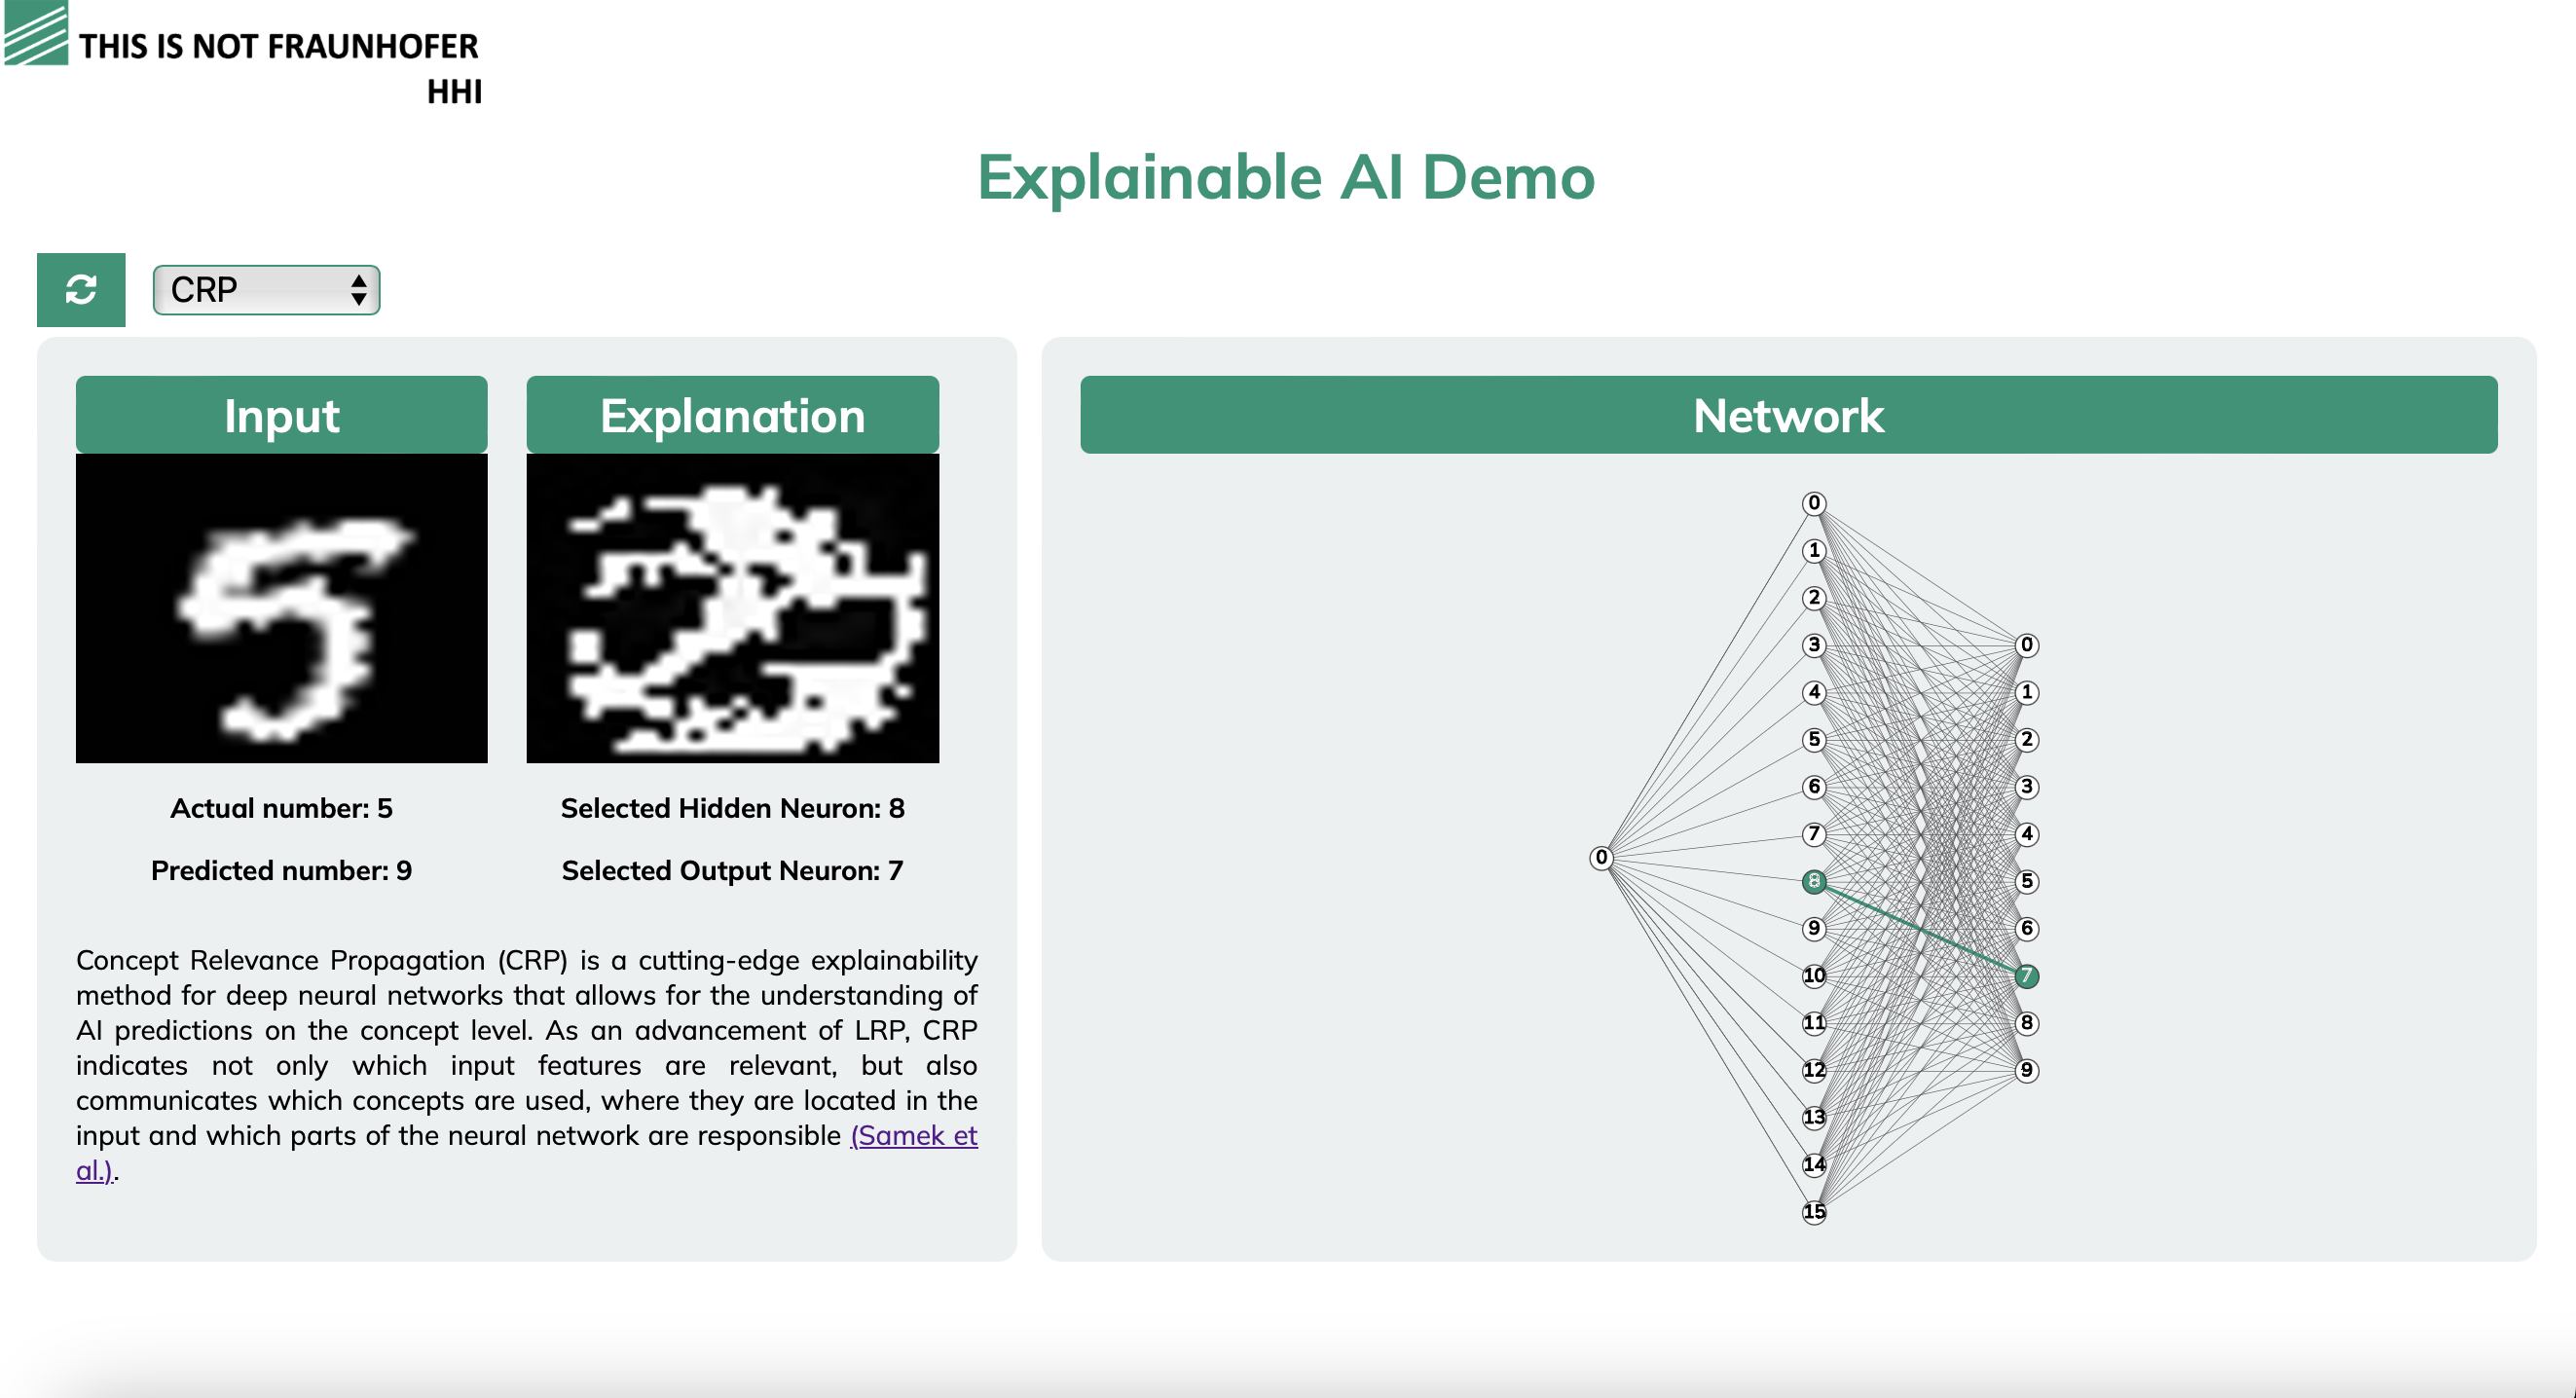 THIS IS NOT FRAUNHOFER
HHI
Explainable AI Demo
CRP
Input
Explanation
Actual number: 5
Predicted number: 9
Selected Hidden Neuron: 8
Selected Output Neuron: 7
Concept Relevance Propagation (CRP) is a cutting-edge explainability
method for deep neural networks that allows for the understanding of
AI predictions on the concept level. As an advancement of LRP, CRP
indicates not only which input features are relevant, but also
communicates which concepts are used, where they are located in the
input and which parts of the neural network are responsible (Samek et
al.).
Network
0
0
1
2
3
4
5
6
7
8
9
10
11
12
13
14
15
0
1
2
3
4
5
6
7
8
9